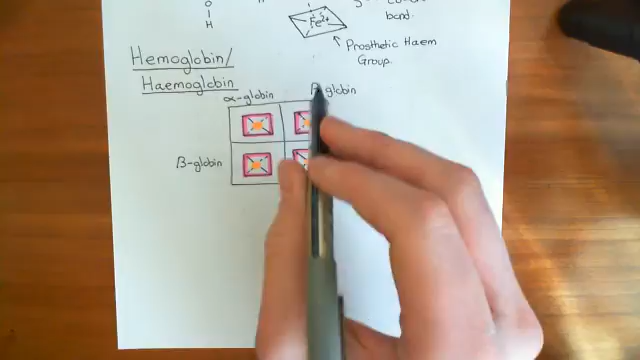 O
H
Fe²⁺
bond.
Prosthetic Haem
Group.
Hemoglobin/
Haemoglobin
α-globin
β-globin
β-globin